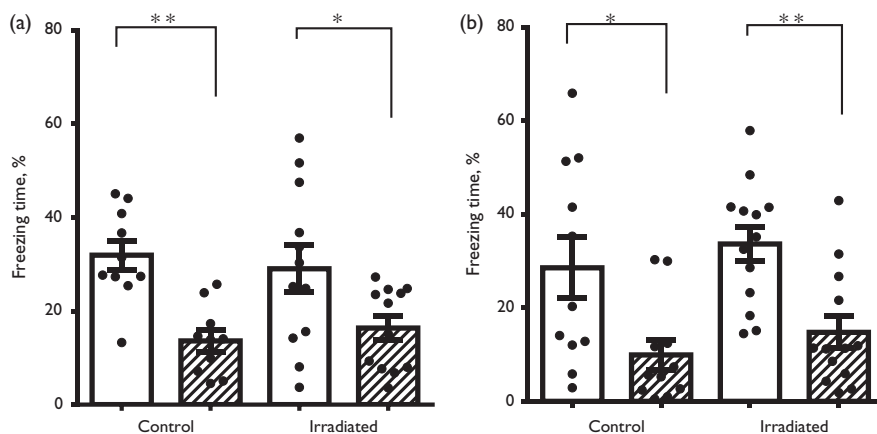 (a)
Freezing time, %
80
60
40
20
0
**
*
Control
Irradiated
(b)
Freezing time, %
80
60
40
20
0
*
**
Control
Irradiated